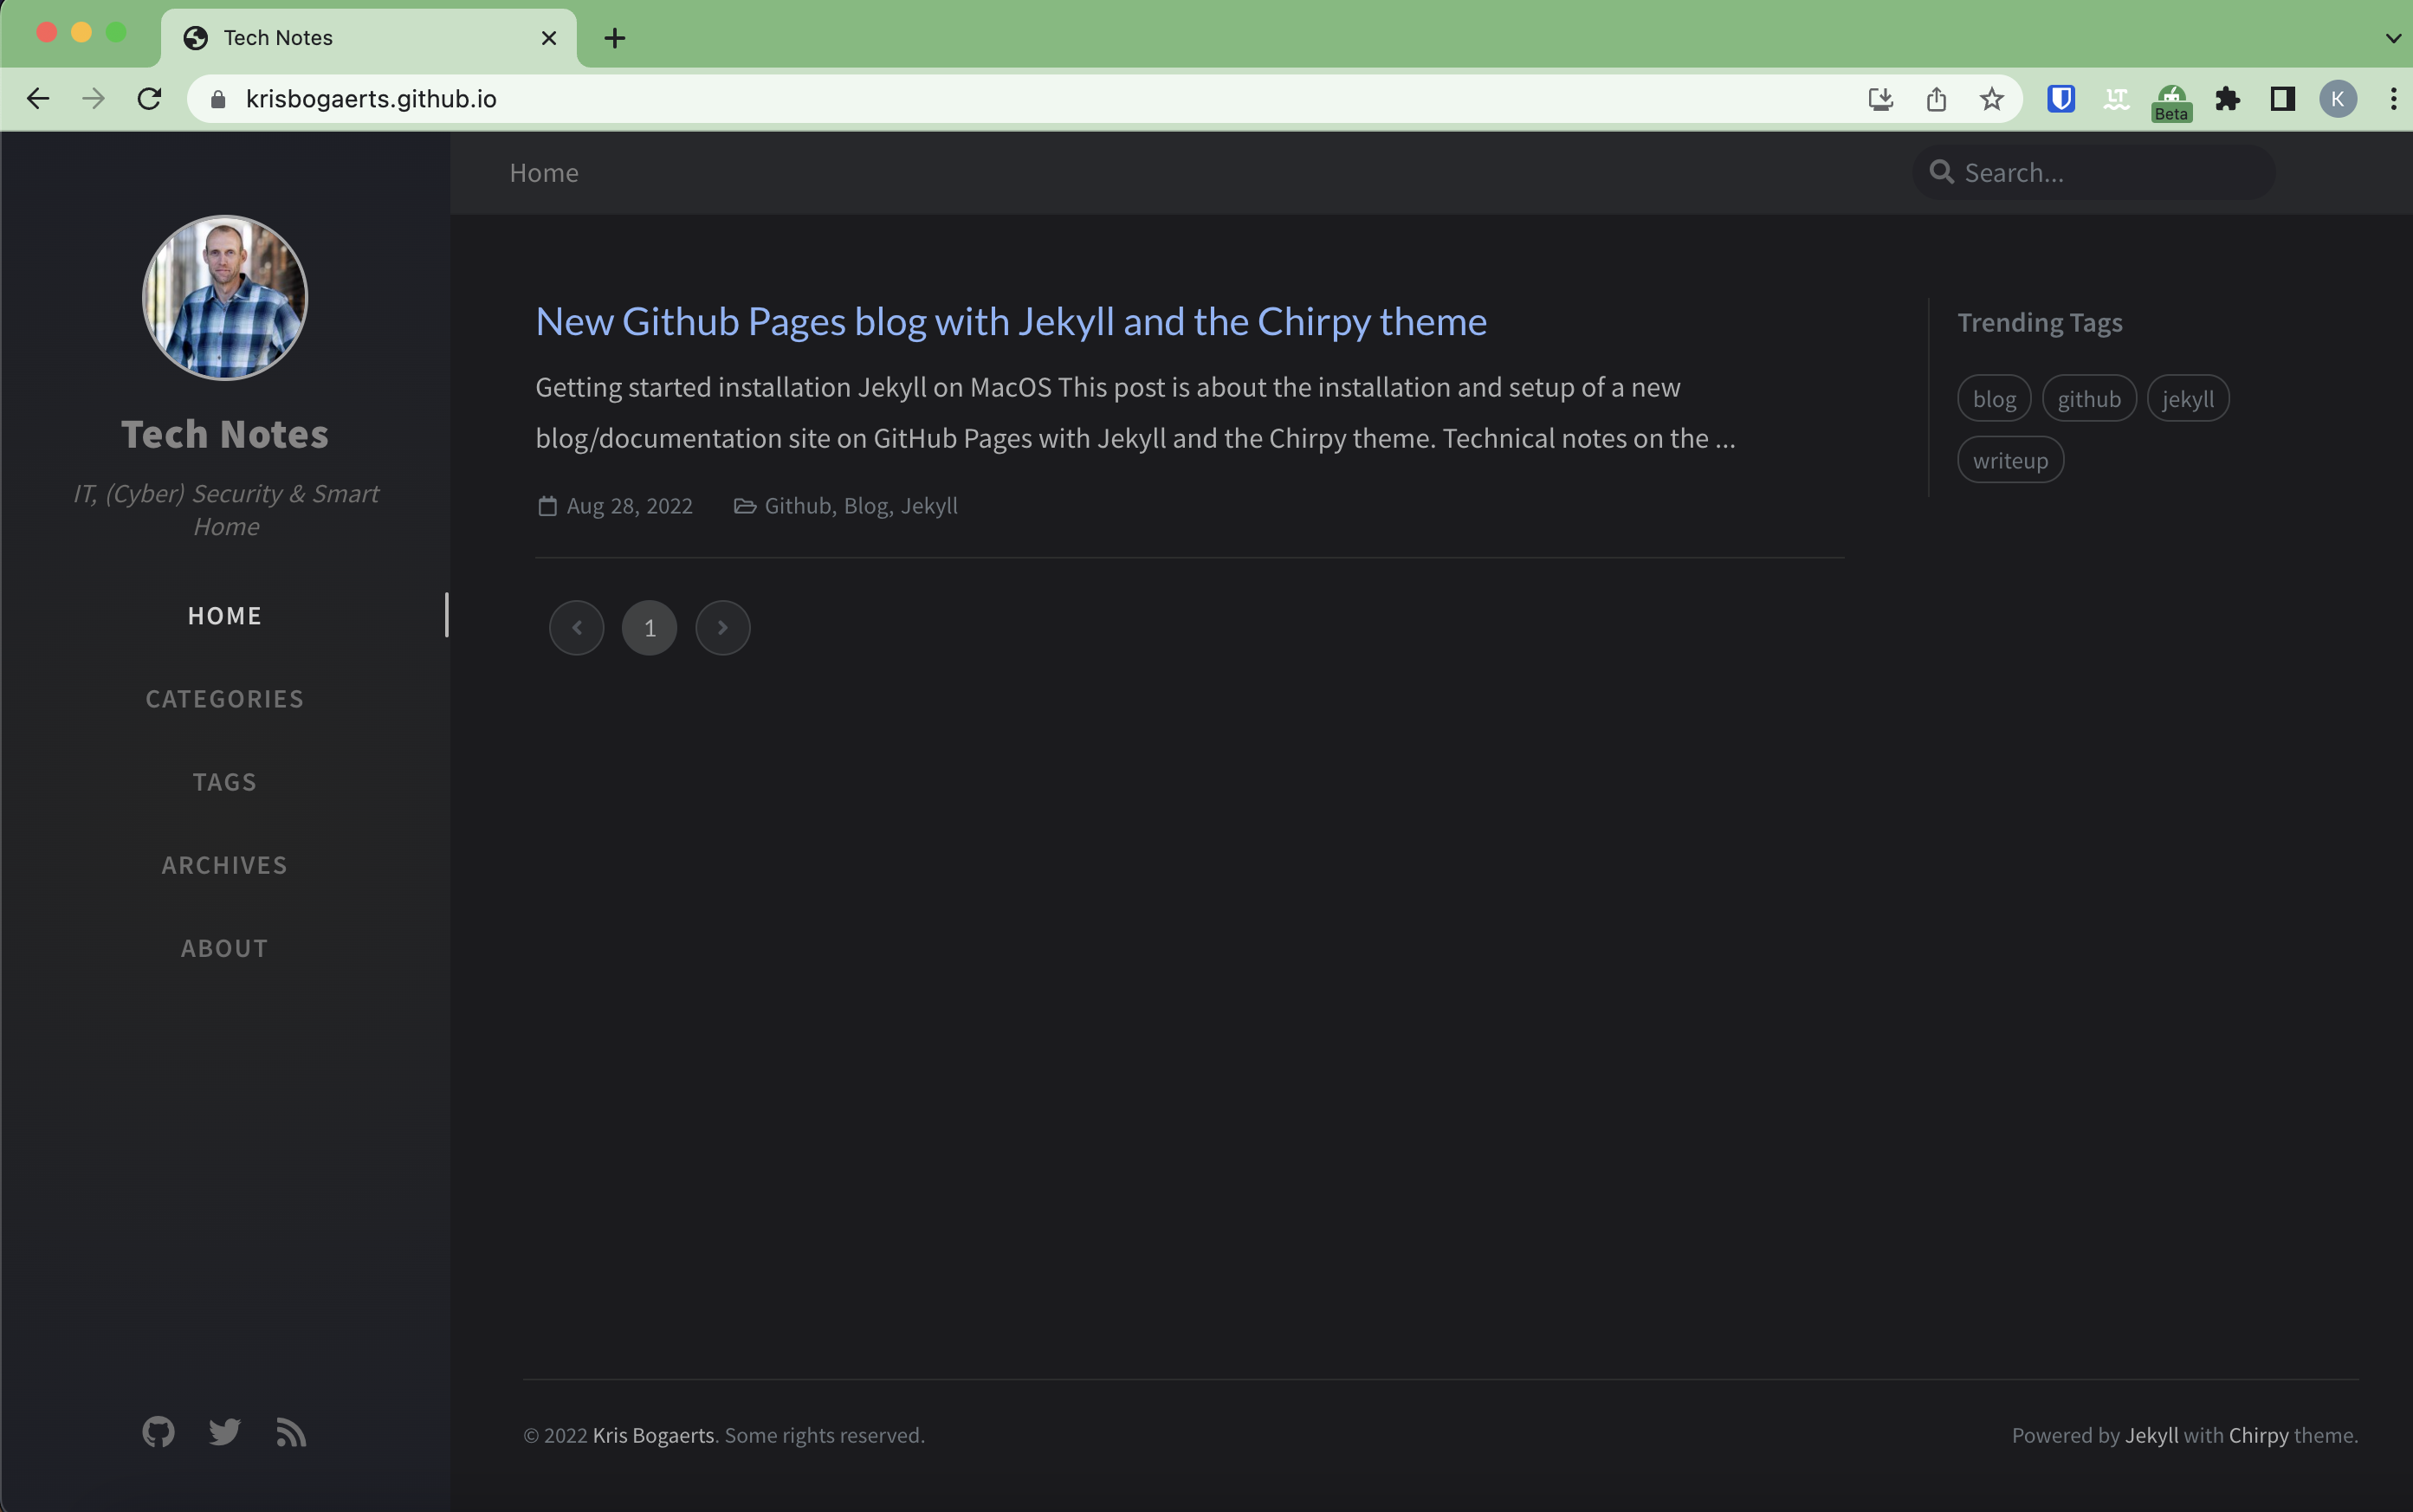 Tech Notes
krisbogaerts.github.io
Beta
K
Home
Search...
Tech Notes
IT, (Cyber) Security & Smart
Home
HOME
CATEGORIES
TAGS
ARCHIVES
ABOUT
New Github Pages blog with Jekyll and the Chirpy theme
Getting started installation Jekyll on MacOS This post is about the installation and setup of a new
blog/documentation site on GitHub Pages with Jekyll and the Chirpy theme. Technical notes on the ...
Aug 28, 2022 Github, Blog, Jekyll
1
Trending Tags
blog github jekyll
writeup
© 2022 Kris Bogaerts. Some rights reserved.
Powered by Jekyll with Chirpy theme.